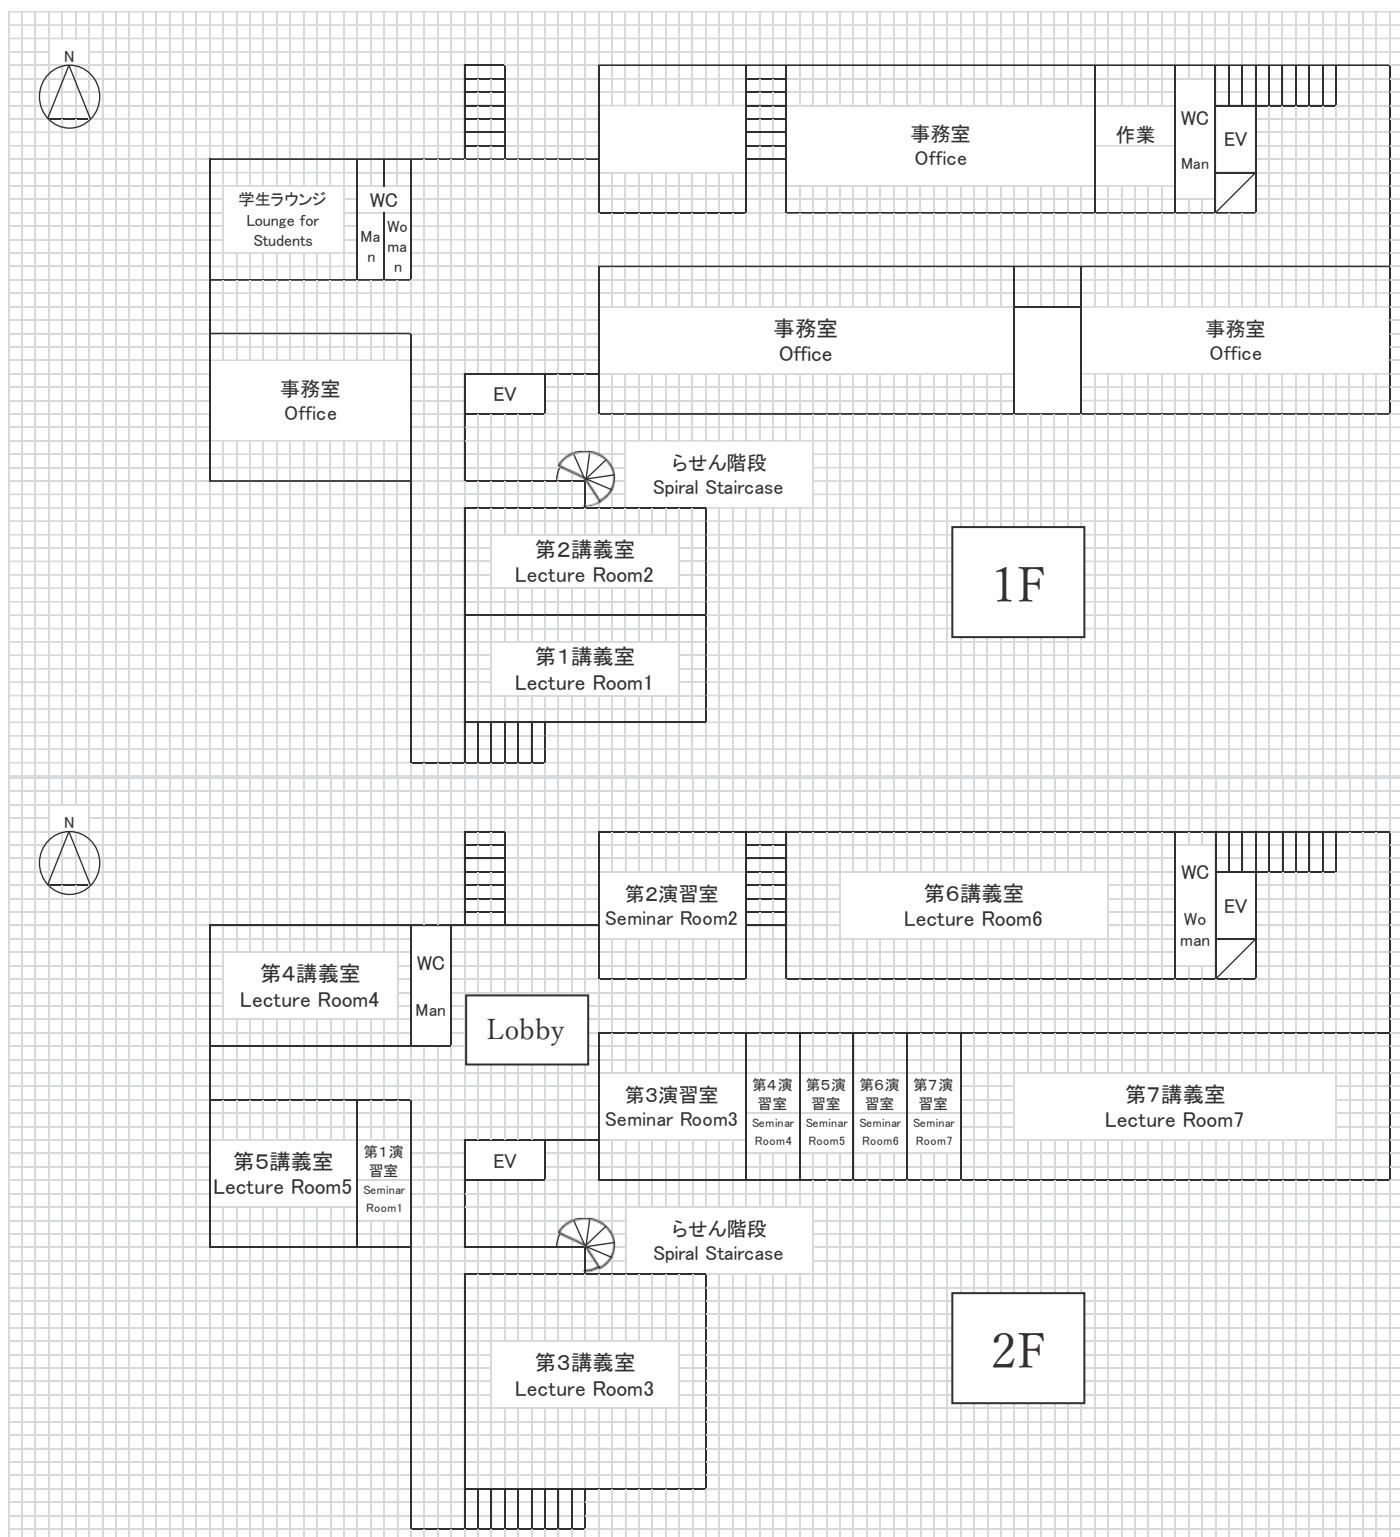 N
事務室
Office
作業
WC
Man
EV
学生ラウンジ
Lounge for
Students
WC
Ma
n
Wo
ma
n
事務室
Office
事務室
Office
事務室
Office
EV
らせん階段
Spiral Staircase
第2講義室
Lecture Room2
1F
第1講義室
Lecture Room1
N
第2演習室
Seminar Room2
第6講義室
Lecture Room6
WC
Wo
man
EV
第4講義室
Lecture Room4
WC
Man
Lobby
第3演習室
Seminar Room3
第4演
習室
Seminar
Room4
第5演
習室
Seminar
Room5
第6演
習室
Seminar
Room6
第7演
習室
Seminar
Room7
第7講義室
Lecture Room7
第5講義室
Lecture Room5
第1演
習室
Seminar
Room1
EV
らせん階段
Spiral Staircase
2F
第3講義室
Lecture Room3